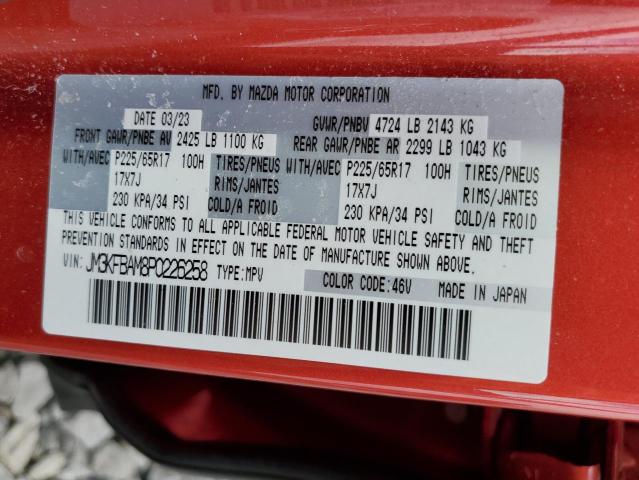 MFD. BY MAZDA MOTOR CORPORATION
DATE 03/23 GVWR/PNBV 4724 LB 2143 KG
FRONT GAWR/PNBE AV 2425 LB 1100 KG REAR GAWR/PNBE AR 2299 LB 1043 KG
WITH/AVEC P225/65R17 100H TIRES/PNEUS WITH/AVEC P225/65R17 100H TIRES/PNEUS
17X7J RIMS/JANTES 17X7J RIMS/JANTES
230 KPA/34 PSI COLD/A FROID 230 KPA/34 PSI COLD/A FROID
THIS VEHICLE CONFORMS TO ALL APPLICABLE FEDERAL MOTOR VEHICLE SAFETY AND THEFT
PREVENTION STANDARDS IN EFFECT ON THE DATE OF MANUFACTURE SHOWN ABOVE.
VIN: JM3KFBAM8P0225258 TYPE:MPV COLOR CODE:46V MADE IN JAPAN